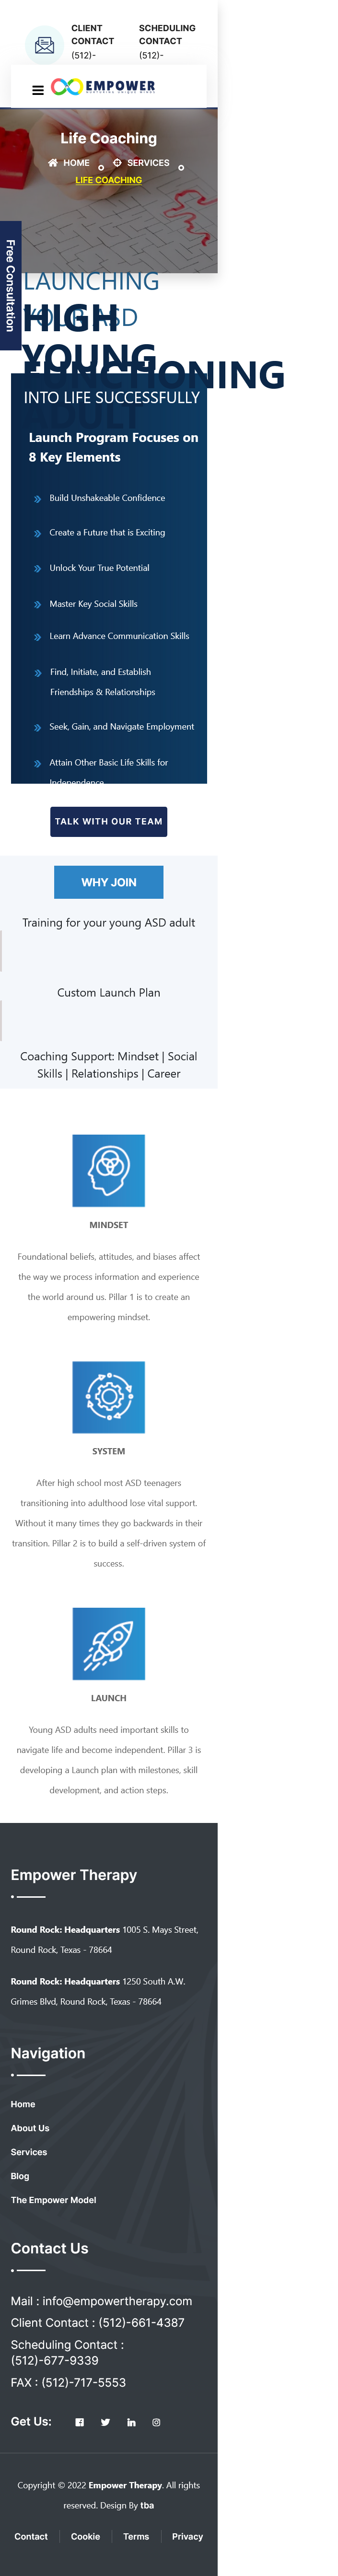 CLIENT
CONTACT
(512)-
SCHEDULING
CONTACT
(512)-
EMPOWER
Life Coaching
HOME
SERVICES
LIFE COACHING
Free Consultation
LAUNCHING
YOUR ASD
HIGH
FUNCTIONING
YOUNG
ADULT
INTO LIFE SUCCESSFULLY
Launch Program Focuses on
8 Key Elements
Build Unshakeable Confidence
Create a Future that is Exciting
Unlock Your True Potential
Master Key Social Skills
Learn Advance Communication Skills
Find, Initiate, and Establish
Friendships & Relationships
Seek, Gain, and Navigate Employment
Attain Other Basic Life Skills for
Independence
TALK WITH OUR TEAM
WHY JOIN
Training for your young ASD adult
Custom Launch Plan
Coaching Support: Mindset | Social
Skills | Relationships | Career
MINDSET
Foundational beliefs, attitudes, and biases affect
the way we process information and experience
the world around us. Pillar 1 is to create an
empowering mindset.
SYSTEM
After high school most ASD teenagers
transitioning into adulthood lose vital support.
Without it many times they go backwards in their
transition. Pillar 2 is to build a self-driven system of
success.
LAUNCH
Young ASD adults need important skills to
navigate life and become independent. Pillar 3 is
developing a Launch plan with milestones, skill
development, and action steps.
Empower Therapy
Round Rock: Headquarters 1005 S. Mays Street,
Round Rock, Texas - 78664
Round Rock: Headquarters 1250 South A.W.
Grimes Blvd, Round Rock, Texas - 78664
Navigation
Home
About Us
Services
Blog
The Empower Model
Contact Us
Mail : info@empowertherapy.com
Client Contact : (512)-661-4387
Scheduling Contact :
(512)-677-9339
FAX : (512)-717-5553
Get Us:
Copyright © 2022 Empower Therapy. All rights
reserved. Design By tba
Contact
Cookie
Terms
Privacy